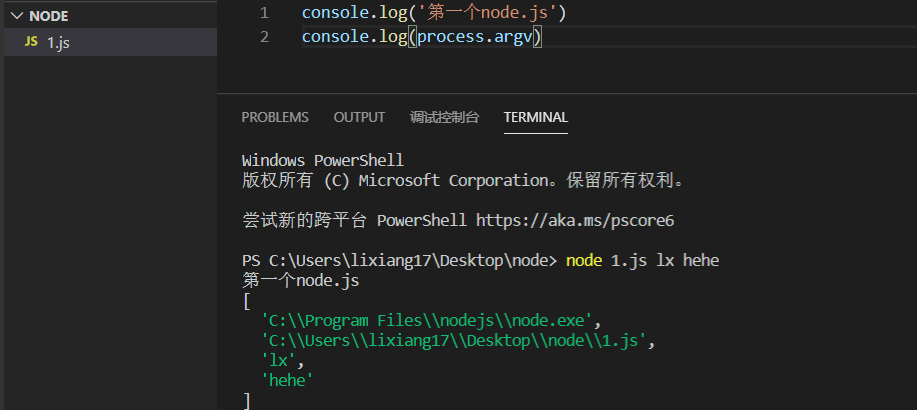 NODE
JS 1.js
1 console.log('第一个node.js')
2 console.log(process.argv)
PROBLEMS OUTPUT 调试控制台 TERMINAL
Windows PowerShell
版权所有 (C) Microsoft Corporation。保留所有权利。
尝试新的跨平台 PowerShell https://aka.ms/pscore6
PS C:\Users\lixiang17\Desktop\node> node 1.js lx hehe
第一个node.js
[
'C:\\Program Files\\nodejs\\node.exe',
'C:\\Users\\lixiang17\\Desktop\\node\\1.js',
'lx',
'hehe'
]